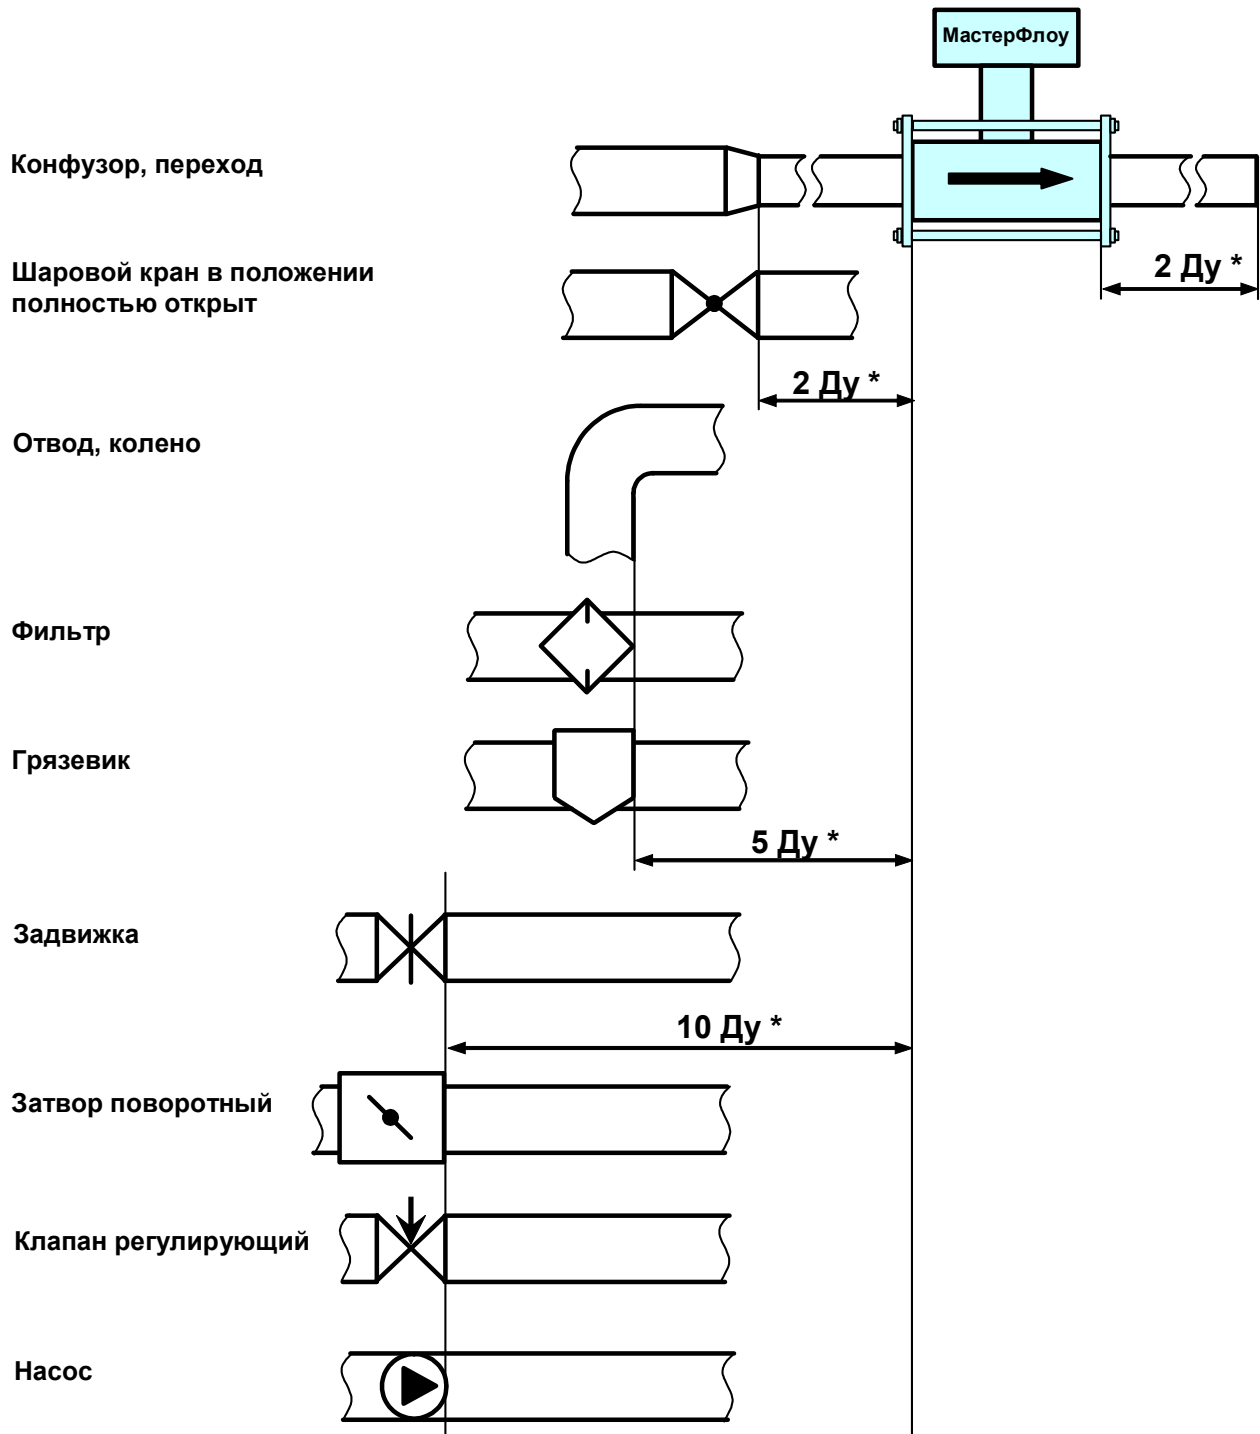 МастерФлоу
Конфузор, переход
Шаровой кран в положении
полностью открыт
2 Ду *
2 Ду *
Отвод, колено
Фильтр
Грязевик
5 Ду *
Задвижка
10 Ду *
Затвор поворотный
Клапан регулирующий
Насос